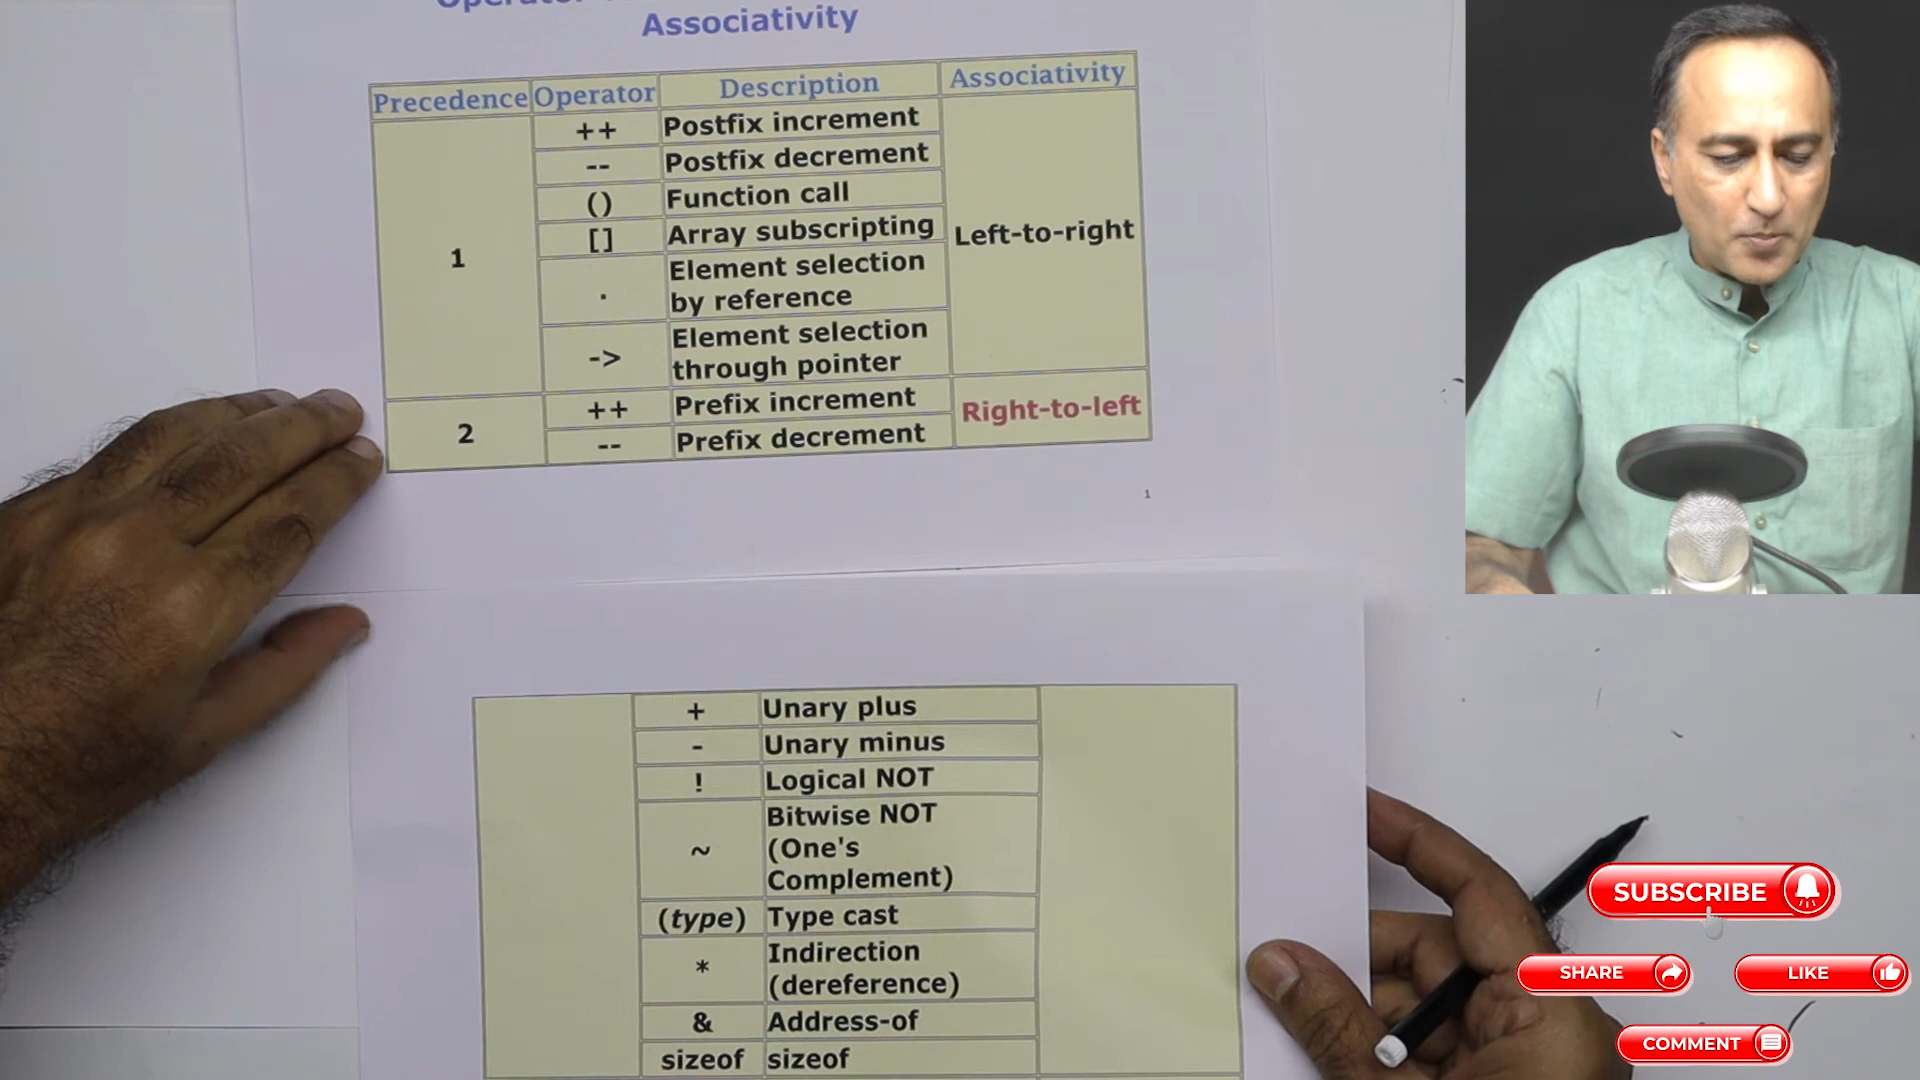 Operator
Associativity
Precedence Operator Description Associativity
1
++ Postfix increment
-- Postfix decrement
() Function call
[] Array subscripting
Left-to-right
. Element selection
by reference
-> Element selection
through pointer
2
++ Prefix increment
-- Prefix decrement
Right-to-left
1
+ Unary plus
- Unary minus
! Logical NOT
~ Bitwise NOT
(One's
Complement)
(type) Type cast
* Indirection
(dereference)
& Address-of
sizeof sizeof
SUBSCRIBE
SHARE
LIKE
COMMENT